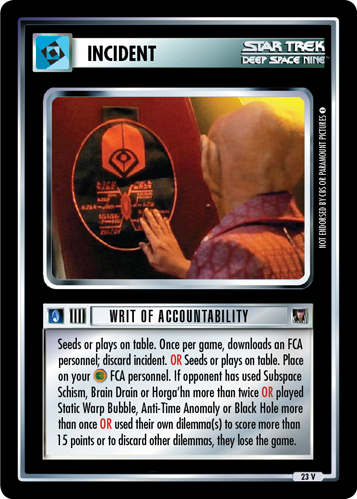 INCIDENT
STAR TREK
DEEP SPACE NINE™
NOT ENDORSED BY CBS OR PARAMOUNT PICTURES
WRIT OF ACCOUNTABILITY
Seeds or plays on table. Once per game, downloads an FCA
personnel; discard incident. OR Seeds or plays on table. Place
on your FCA personnel. If opponent has used Subspace
Schism, Brain Drain or Horga'hn more than twice OR played
Static Warp Bubble, Anti-Time Anomaly or Black Hole more
than once OR used their own dilemma(s) to score more than
15 points or to discard other dilemmas, they lose the game.
23 V